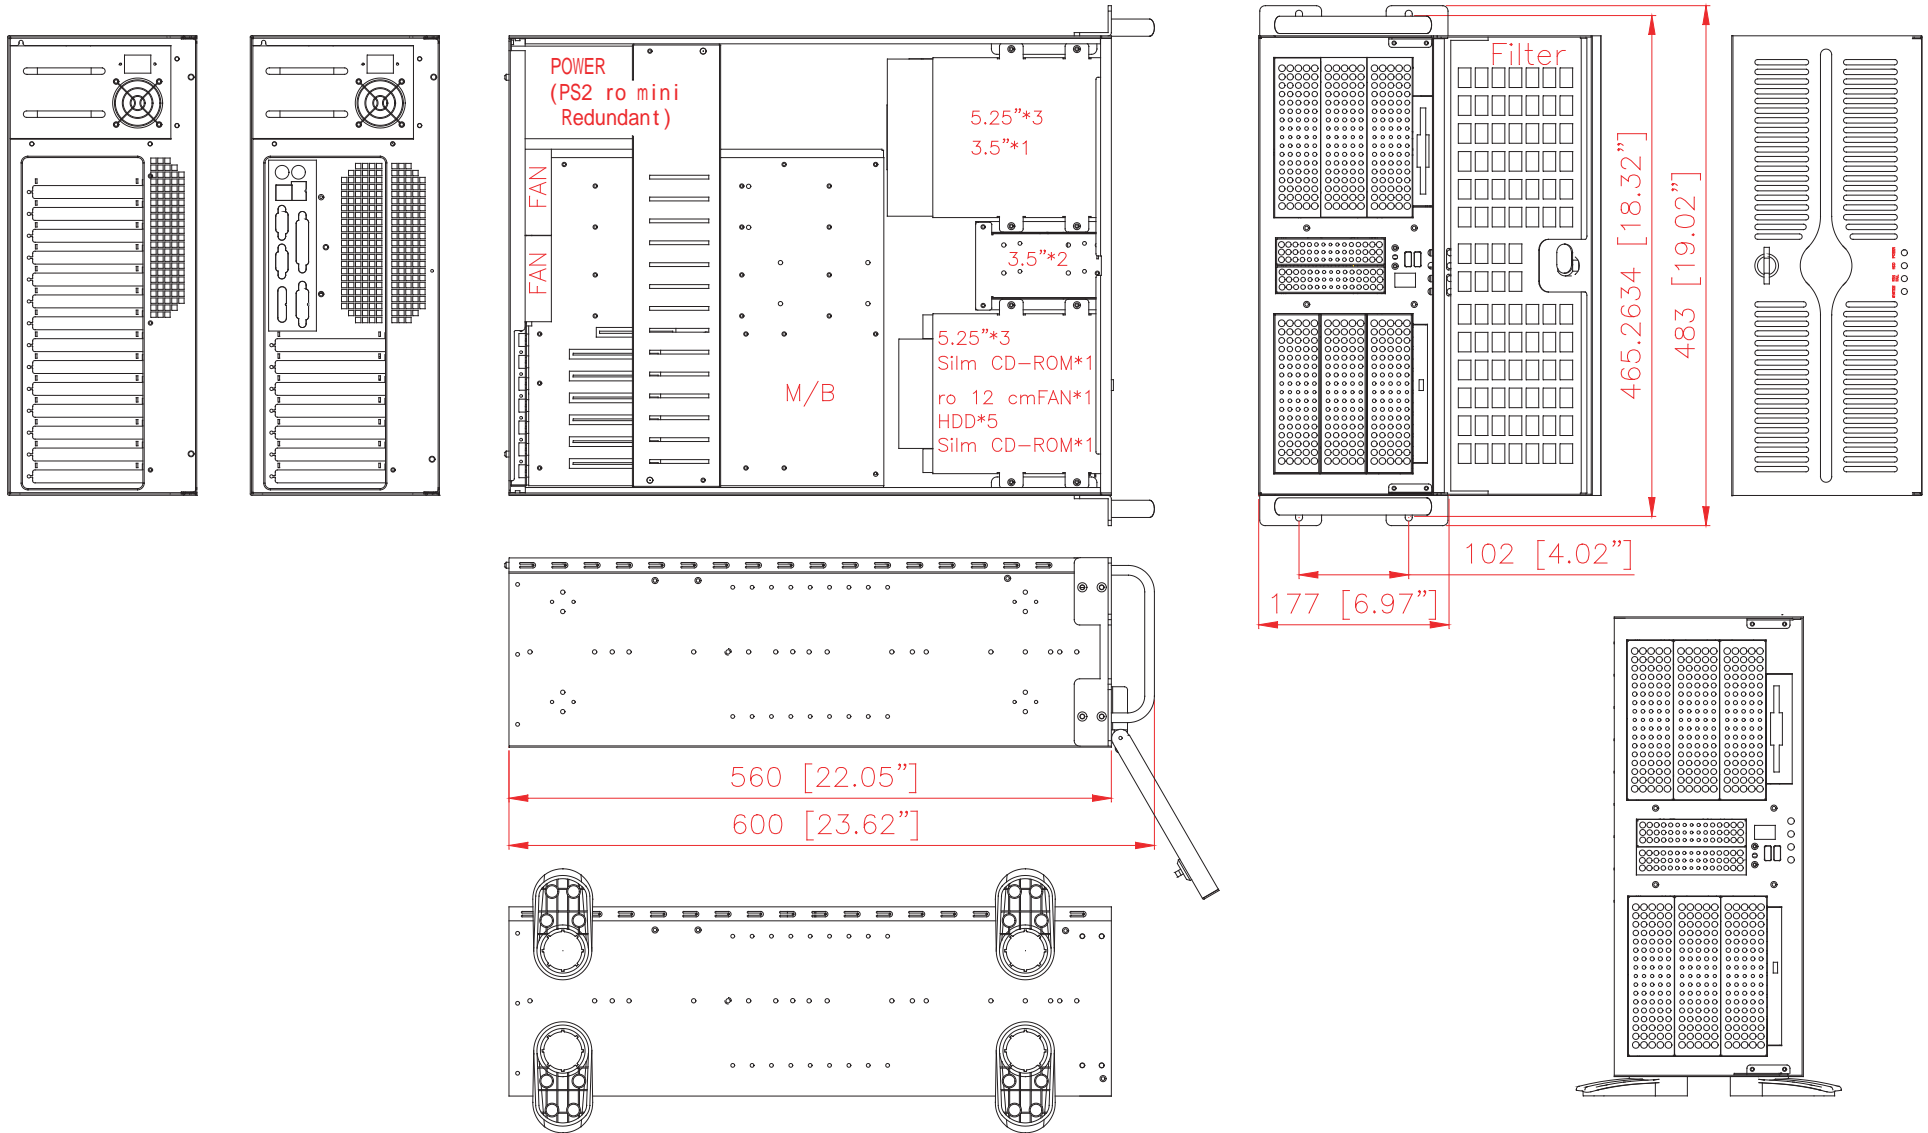 POWER
(PS2 ro mini
Redundant)
FAN
FAN
M/B
5.25”*3
3.5”*1
3.5”*2
5.25”*3
Silm CD-ROM*1
ro 12 cmFAN*1
HDD*5
Silm CD-ROM*1
Filter
465.2634 [18.32”]
483 [19.02”]
102 [4.02”]
177 [6.97”]
560 [22.05”]
600 [23.62”]